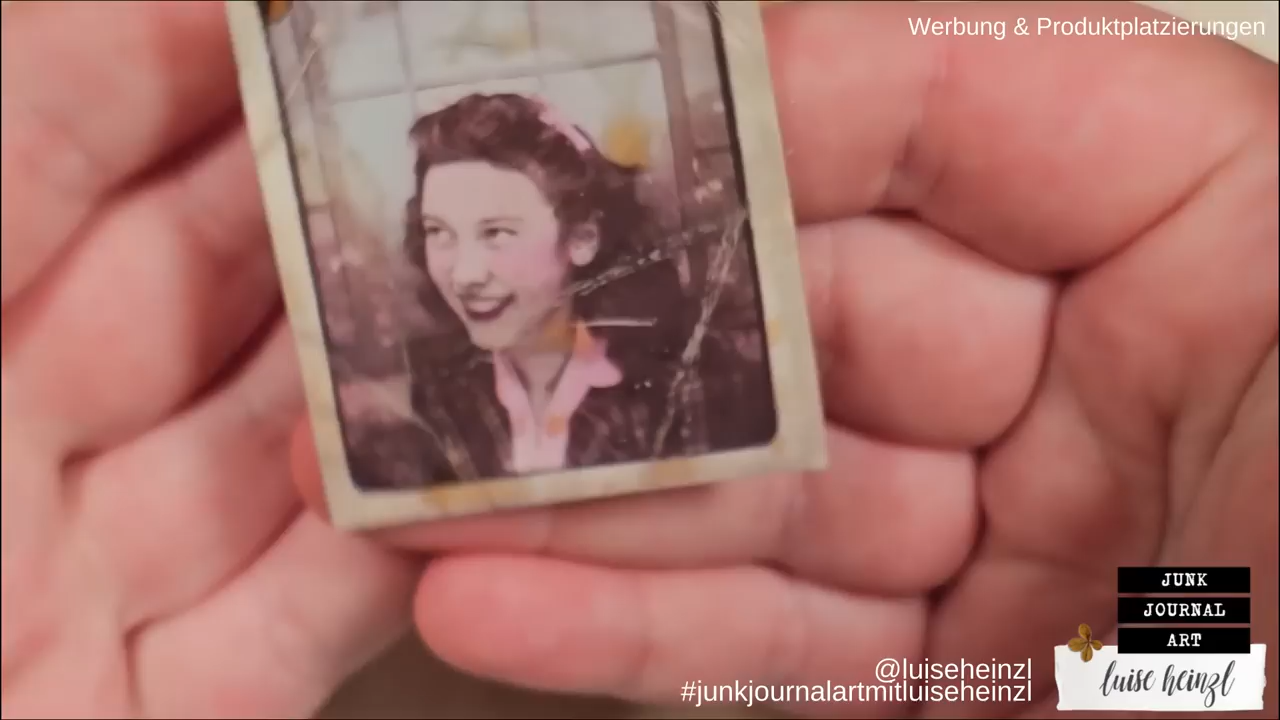 Werbung & Produktplatzierungen
JUNK
JOURNAL
ART
@luiseheinzl
#junkjournalartmitluiseheinzl
luise heinzl